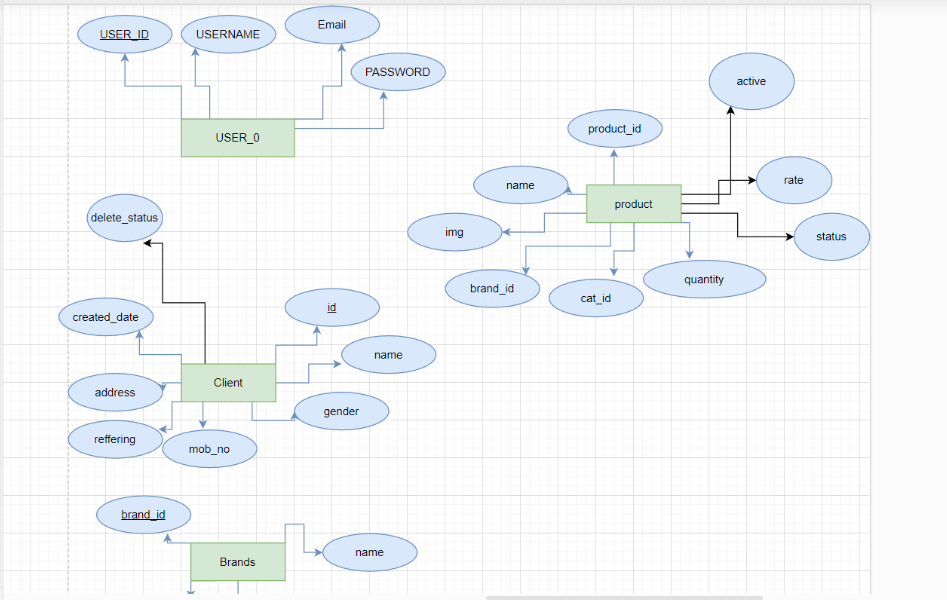 USER_ID
USERNAME
Email
PASSWORD
USER_0
active
product_id
name
rate
product
img
status
brand_id
cat_id
quantity
delete_status
created_date
id
name
Client
address
gender
reffering
mob_no
brand_id
name
Brands